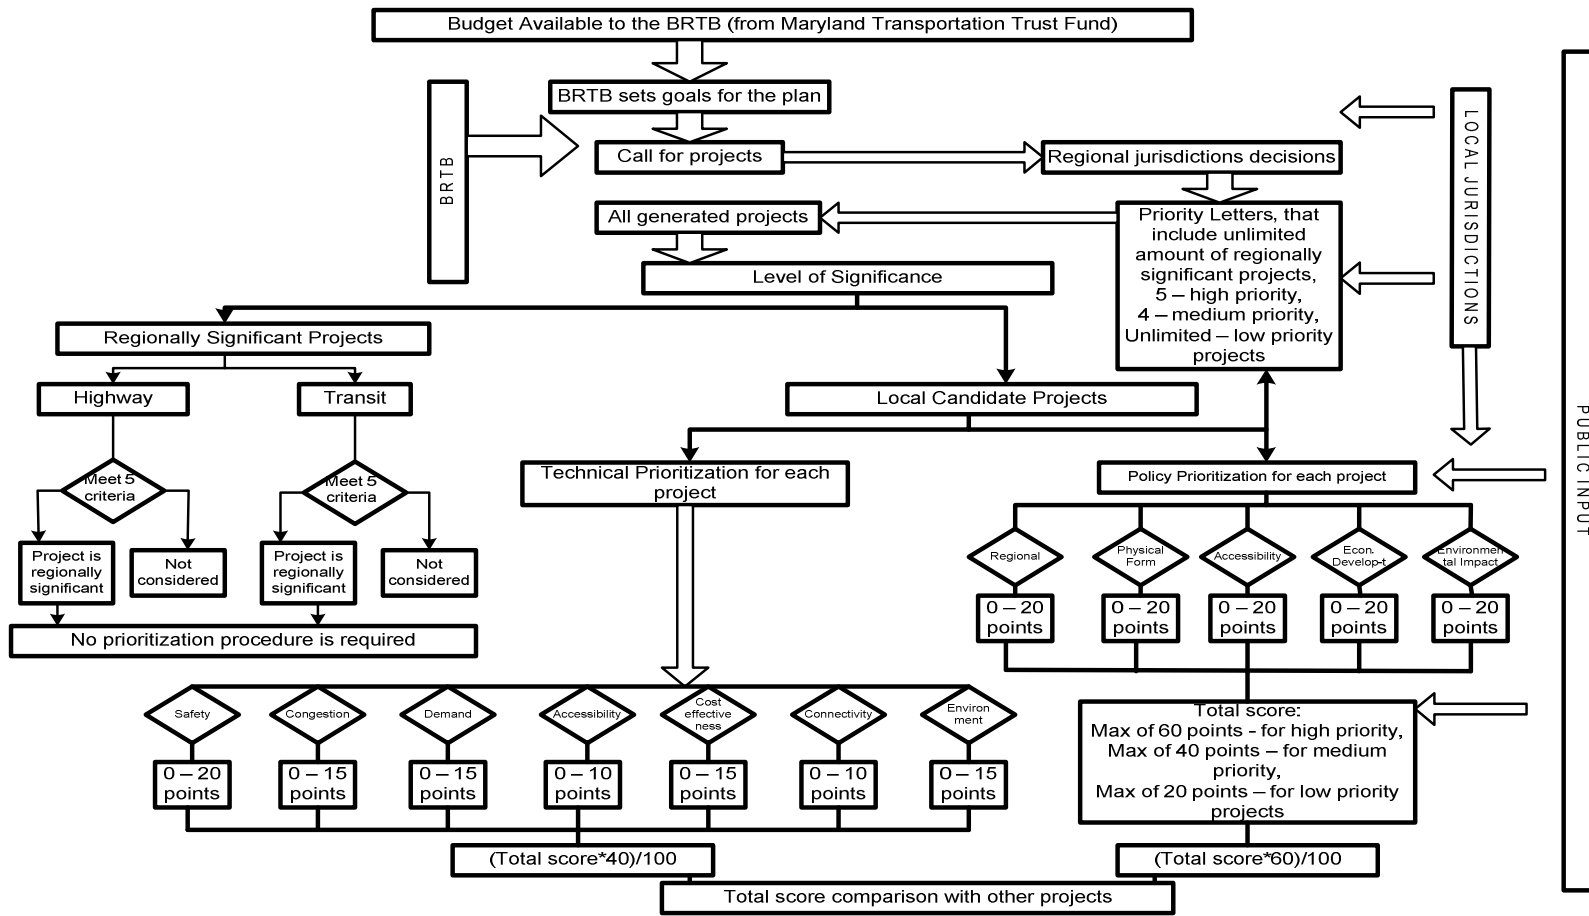 Budget Available to the BRTB (from Maryland Transportation Trust Fund)
BRTB sets goals for the plan
BRTB
Call for projects
Regional jurisdictions decisions
LOCAL JURISDICTIONS
All generated projects
Priority Letters, that
include unlimited
amount of regionally
significant projects,
5 – high priority,
4 – medium priority,
Unlimited – low priority
projects
Level of Significance
Regionally Significant Projects
Highway
Transit
Local Candidate Projects
PUBLIC INPUT
Meet 5
criteria
Meet 5
criteria
Technical Prioritization for each
project
Policy Prioritization for each project
Project is
regionally
significant
Not
considered
Project is
regionally
significant
Not
considered
No prioritization procedure is required
Regional
Physical
Form
Accessibility
Econ.
Develop-t
Environmen
tal Impact
0 – 20
points
0 – 20
points
0 – 20
points
0 – 20
points
0 – 20
points
Safety
Congestion
Demand
Accessibility
Cost
effective
ness
Connectivity
Environ
ment
0 – 20
points
0 – 15
points
0 – 15
points
0 – 10
points
0 – 15
points
0 – 10
points
0 – 15
points
Total score:
Max of 60 points - for high priority,
Max of 40 points – for medium
priority,
Max of 20 points – for low priority
projects
(Total score*40)/100
(Total score*60)/100
Total score comparison with other projects